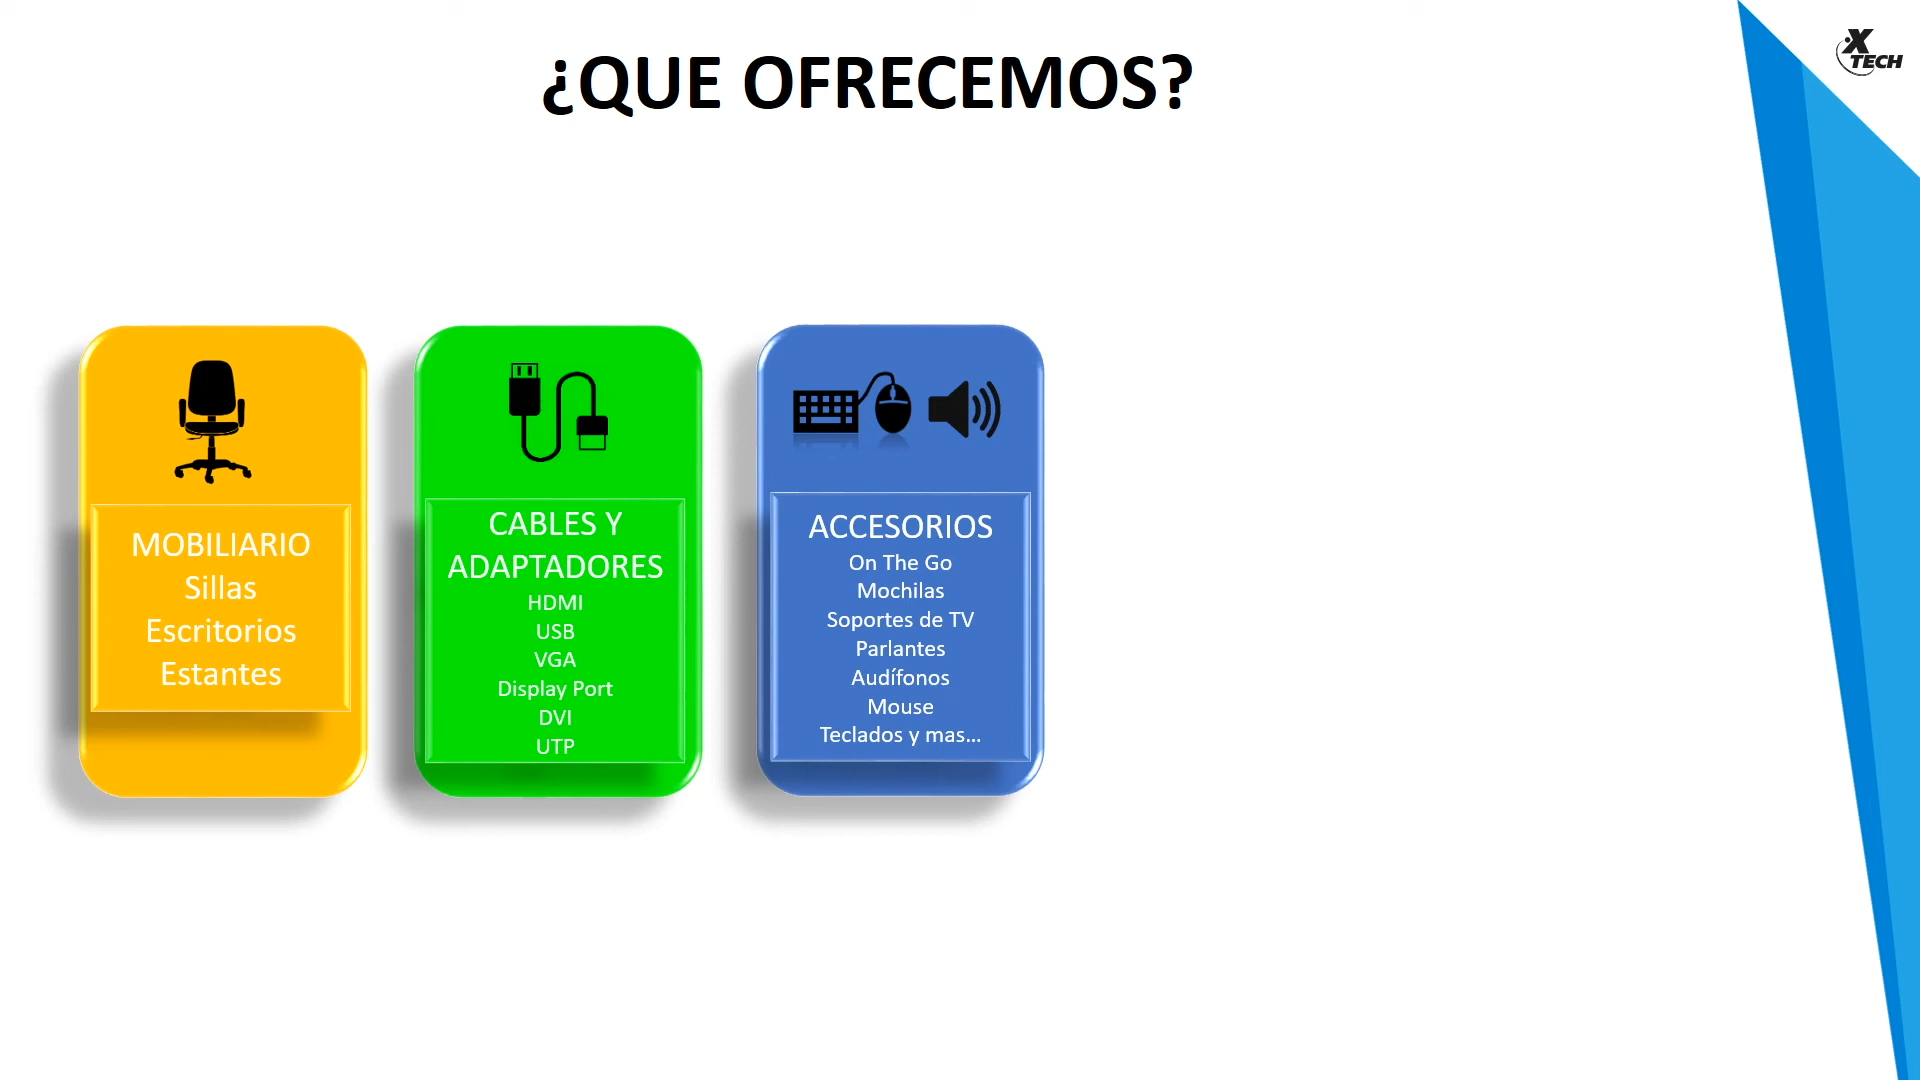 ¿QUE OFRECEMOS?
X
TECH
MOBILIARIO
Sillas
Escritorios
Estantes
CABLES Y
ADAPTADORES
HDMI
USB
VGA
Display Port
DVI
UTP
ACCESORIOS
On The Go
Mochilas
Soportes de TV
Parlantes
Audífonos
Mouse
Teclados y mas...